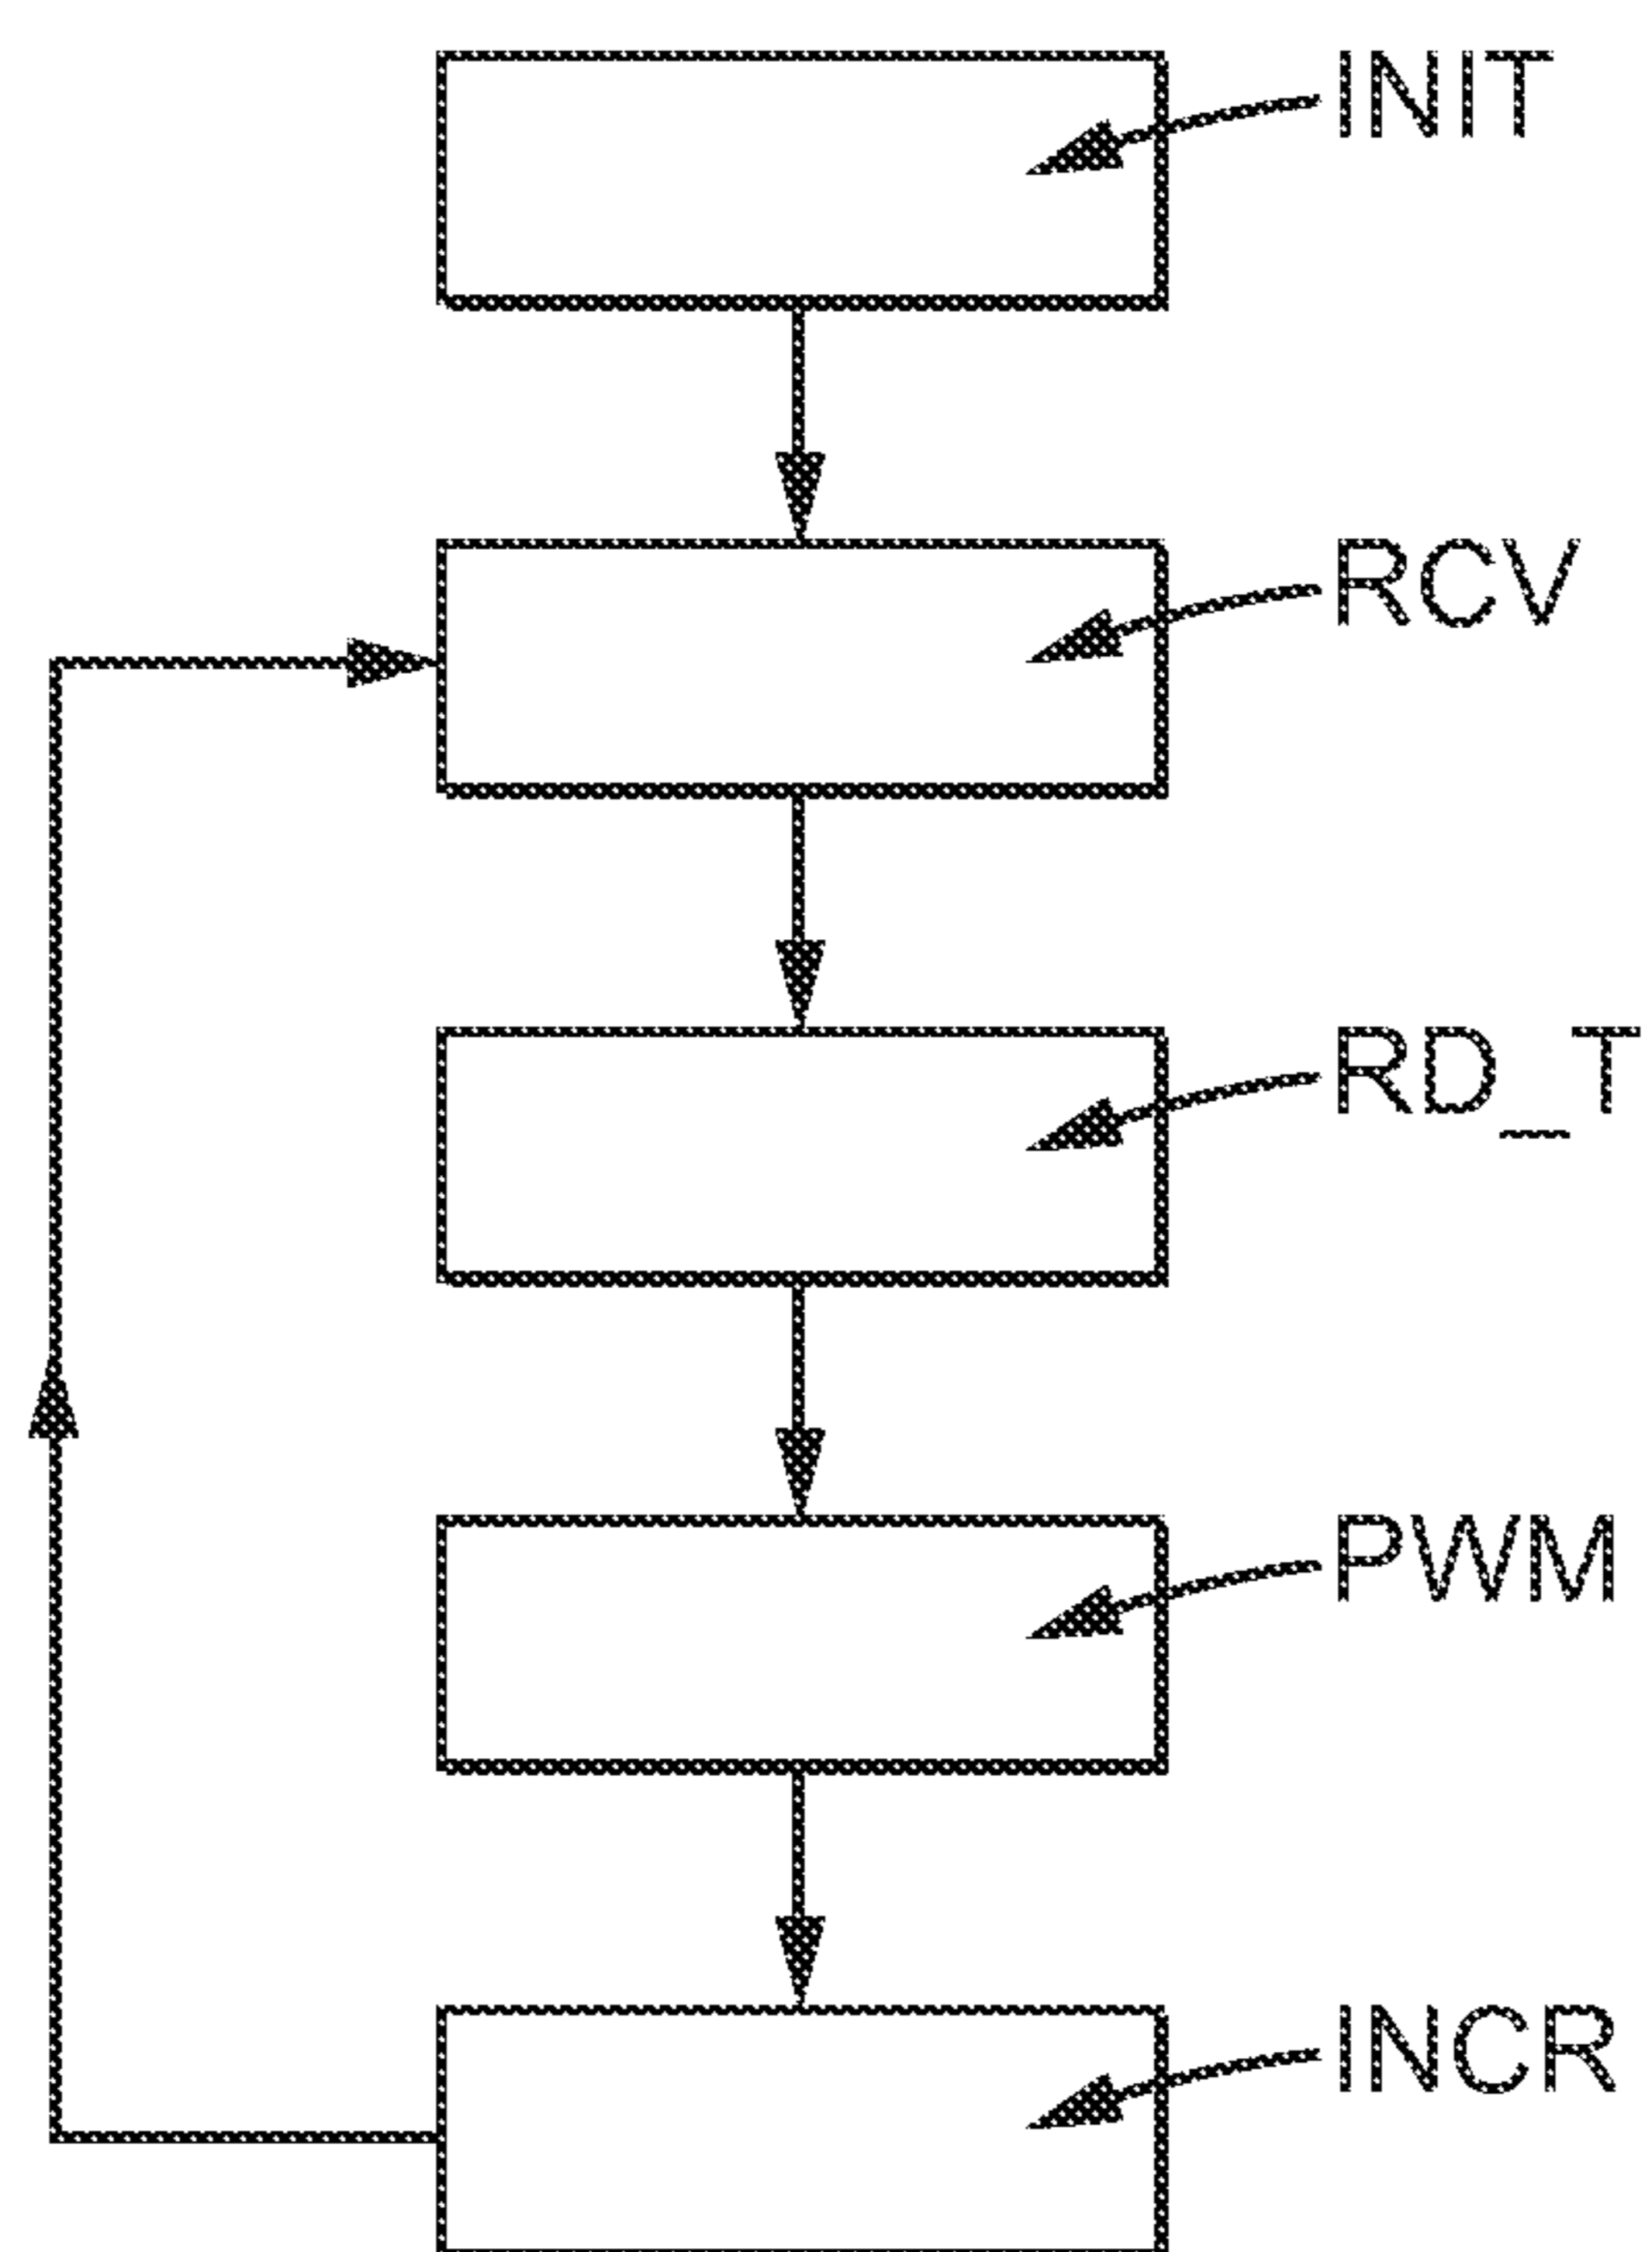 INIT
RCV
RD_T
PWM
INCR